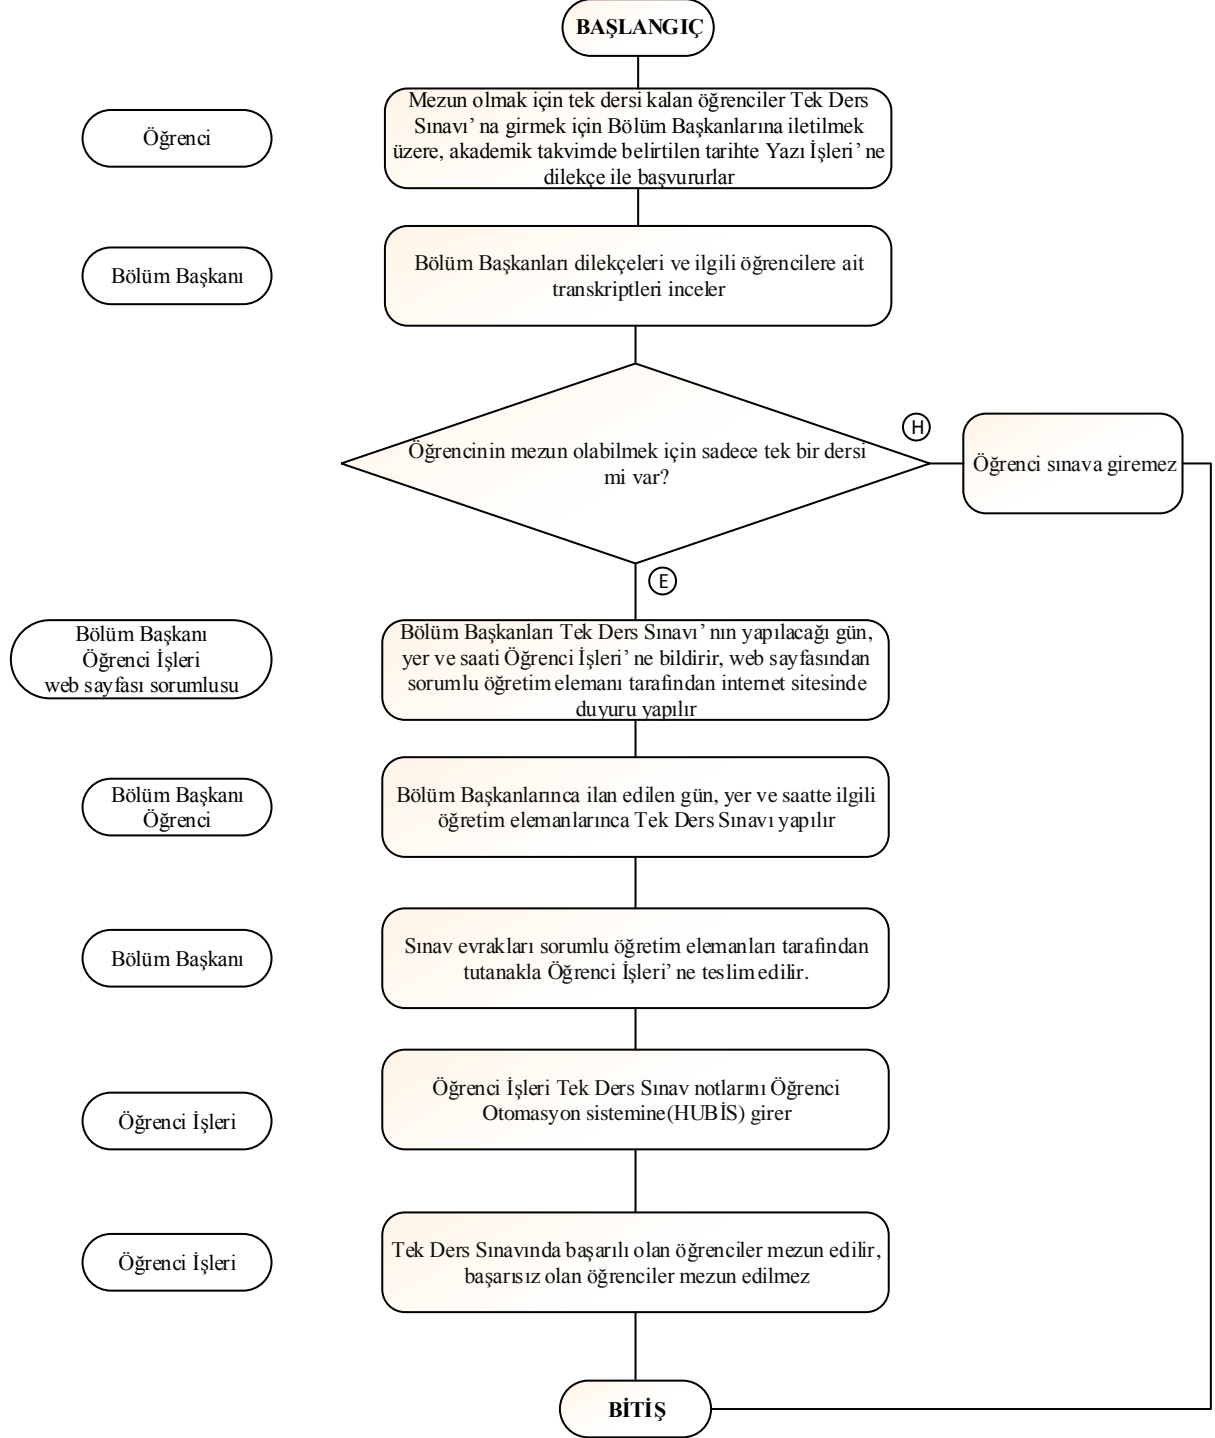 BAŞLANGIÇ
Öğrenci
Mezun olmak için tek dersi kalan öğrenciler Tek Ders
Sınavı’ na girmek için Bölüm Başkanlarına iletilmek
üzere, akademik takvimde belirtilen tarihte Yazı İşleri’ ne
dilekçe ile başvururlar
Bölüm Başkanı
Bölüm Başkanları dilekçeleri ve ilgili öğrencilere ait
transkriptleri inceler
Öğrencinin mezun olabilmek için sadece tek bir dersi
mi var?
H
Öğrenci sınava giremez
E
Bölüm Başkanı
Öğrenci İşleri
web sayfası sorumlusu
Bölüm Başkanları Tek Ders Sınavı’ nın yapılacağı gün,
yer ve saati Öğrenci İşleri’ ne bildirir, web sayfasından
sorumlu öğretim elemanı tarafından internet sitesinde
duyuru yapılır
Bölüm Başkanı
Öğrenci
Bölüm Başkanlarınca ilan edilen gün, yer ve saatte ilgili
öğretim elemanlarınca Tek Ders Sınavı yapılır
Bölüm Başkanı
Sınav evrakları sorumlu öğretim elemanları tarafından
tutanakla Öğrenci İşleri’ ne teslim edilir.
Öğrenci İşleri
Öğrenci İşleri Tek Ders Sınav notlarını Öğrenci
Otomasyon sistemine(HUBİS) girer
Öğrenci İşleri
Tek Ders Sınavında başarılı olan öğrenciler mezun edilir,
başarısız olan öğrenciler mezun edilmez
BİTİŞ